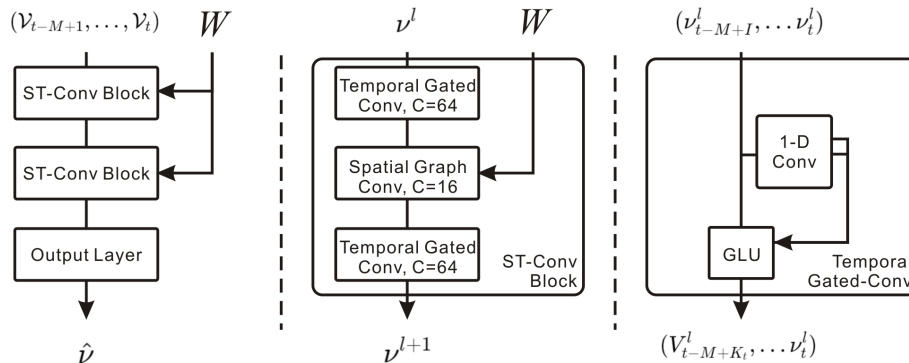 (𝒱_{t−M+1}, . . . , 𝒱_t)
W
ST-Conv Block
ST-Conv Block
Output Layer
ν̂
ν^l
W
Temporal Gated
Conv, C=64
Spatial Graph
Conv, C=16
Temporal Gated
Conv, C=64
ST-Conv
Block
ν^{l+1}
(ν^l_{t−M+I}, . . . ν^l_t)
1-D
Conv
GLU
Tempora
Gated-Conv
(V^l_{t−M+K_t}, . . . ν^l_t)